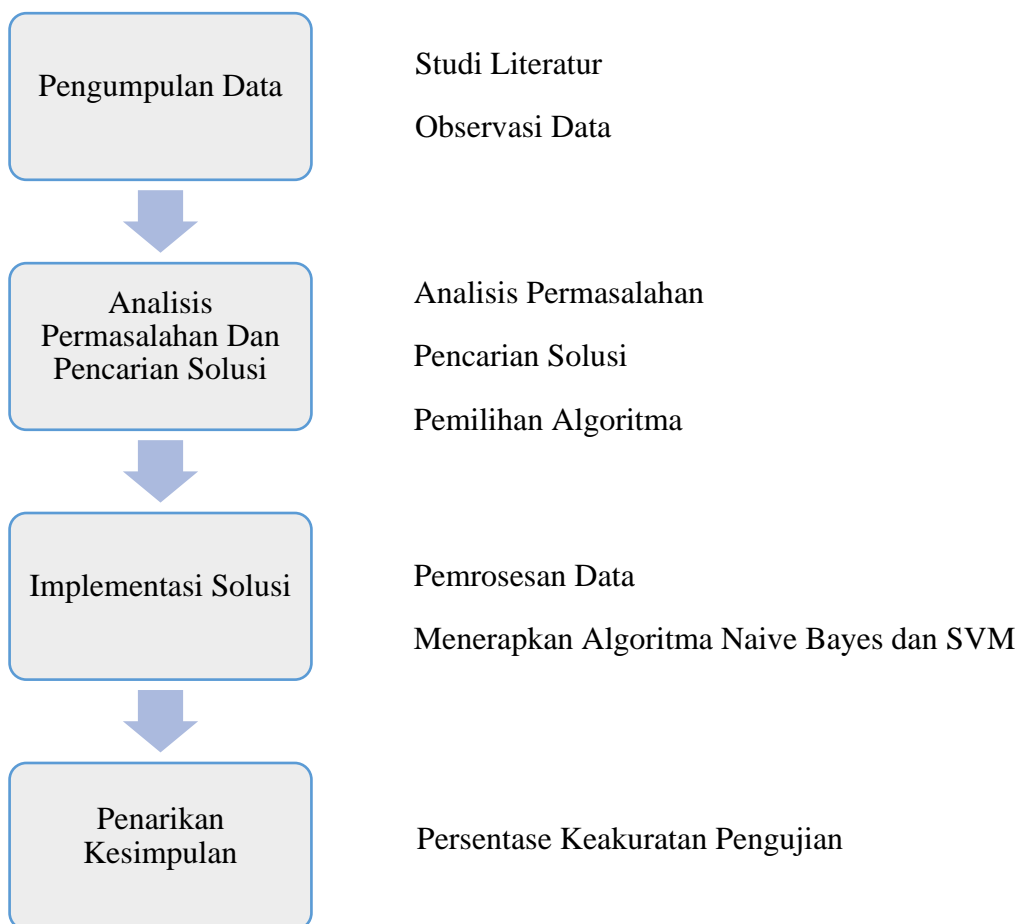 Pengumpulan Data
Studi Literatur
Observasi Data
Analisis
Permasalahan Dan
Pencarian Solusi
Analisis Permasalahan
Pencarian Solusi
Pemilihan Algoritma
Implementasi Solusi
Pemrosesan Data
Menerapkan Algoritma Naive Bayes dan SVM
Penarikan
Kesimpulan
Persentase Keakuratan Pengujian